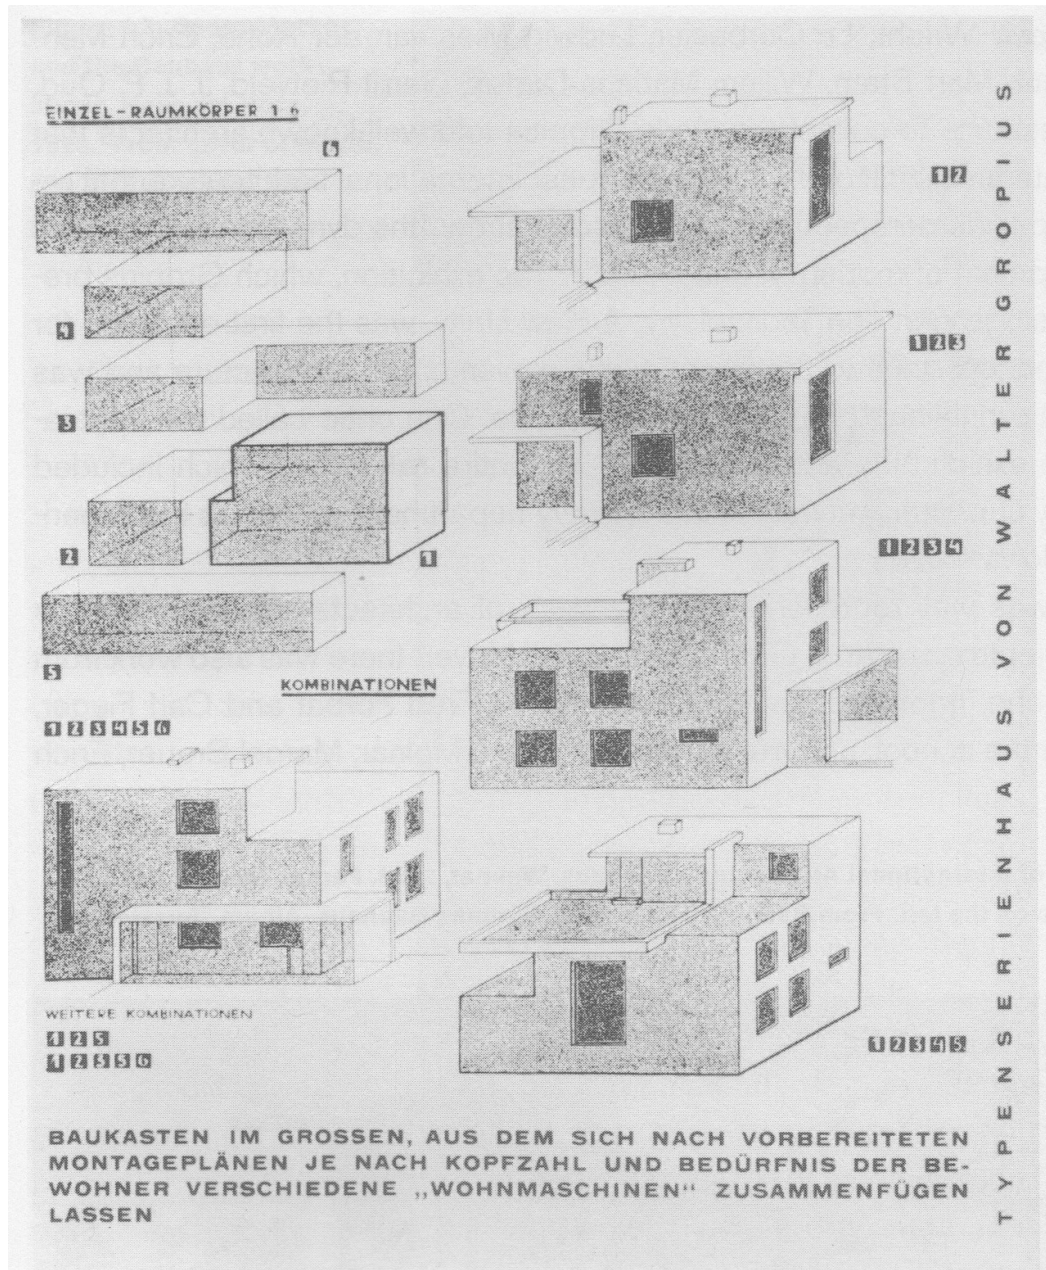 EINZEL-RAUMKÖRPER 1-6
6
4
3
2
1
5
KOMBINATIONEN
1 2 3 4 5 6
WEITERE KOMBINATIONEN
1 2 5
1 2 3 5 6
1 2
1 2 3
1 2 3 4
1 2 3 4 5
TYPENSERIENHAUS VON WALTER GROPIUS
BAUKASTEN IM GROSSEN, AUS DEM SICH NACH VORBEREITETEN
MONTAGEPLÄNEN JE NACH KOPFZAHL UND BEDÜRFNIS DER BE-
WOHNER VERSCHIEDENE „WOHNMASCHINEN“ ZUSAMMENFÜGEN
LASSEN